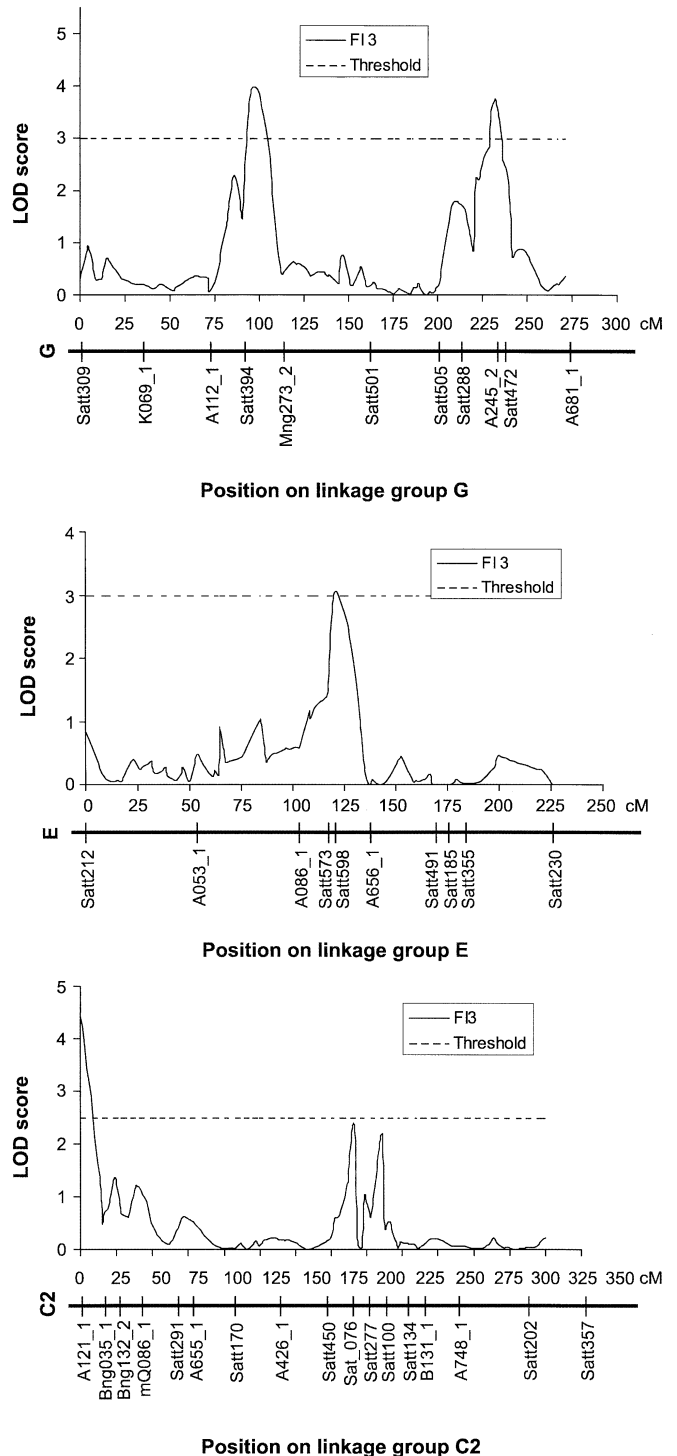 5
4
3
2
1
0
LOD score
FI 3
Threshold
0 25 50 75 100 125 150 175 200 225 250 275 300 cM
G
Satt309
K069_1
A112_1
Satt394
Mng273_2
Satt501
Satt505
Satt288
A245_2
Satt472
A681_1
Position on linkage group G
4
3
2
1
0
LOD score
FI 3
Threshold
0 25 50 75 100 125 150 175 200 225 250 cM
E
Satt212
A053_1
A086_1
Satt573
Satt598
A656_1
Satt491
Satt185
Satt355
Satt230
Position on linkage group E
5
4
3
2
1
0
LOD score
FI3
Threshold
0 25 50 75 100 125 150 175 200 225 250 300 325 350 cM
C2
A121_1
Bng035_1
Bng132_2
mQ086_1
Satt291
A655_1
Satt170
A426_1
Satt450
Sat_076
Satt277
Satt100
Satt134
B131_1
A748_1
Satt202
Satt357
Position on linkage group C2